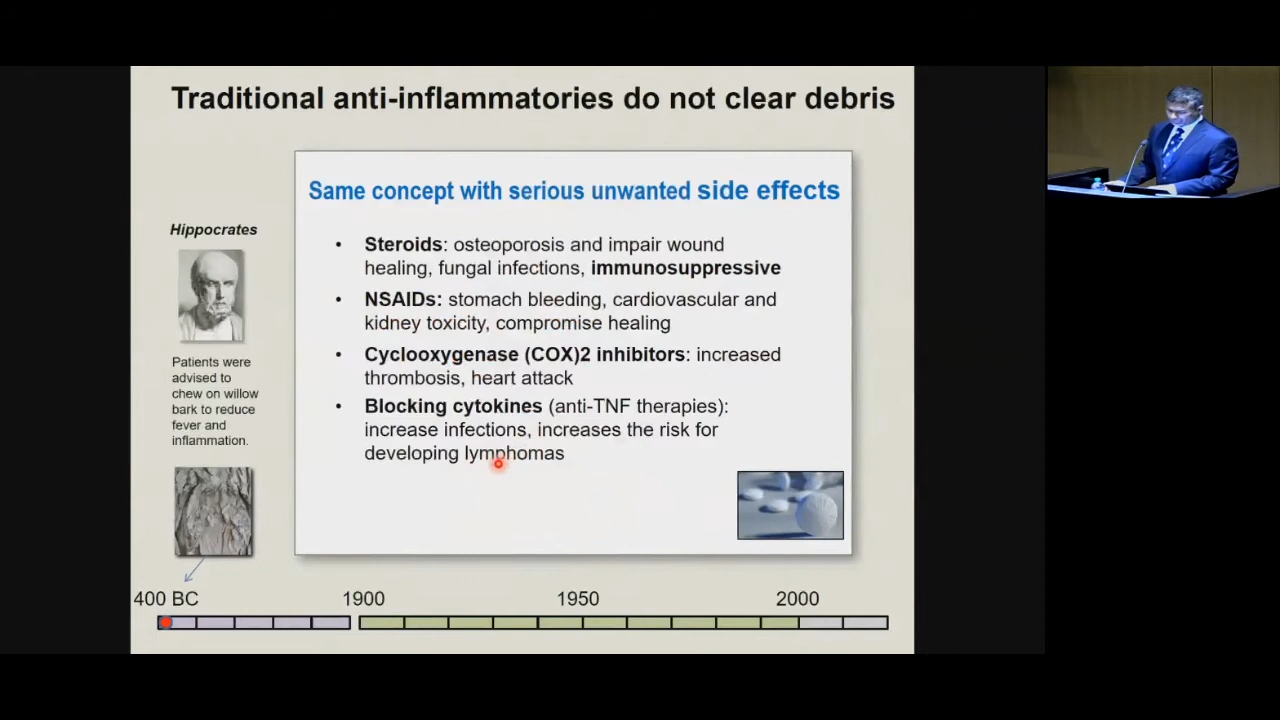 Traditional anti-inflammatories do not clear debris
Same concept with serious unwanted side effects
Hippocrates
Patients were
advised to
chew on willow
bark to reduce
fever and
inflammation.
• Steroids: osteoporosis and impair wound
healing, fungal infections, immunosuppressive
• NSAIDs: stomach bleeding, cardiovascular and
kidney toxicity, compromise healing
• Cyclooxygenase (COX)2 inhibitors: increased
thrombosis, heart attack
• Blocking cytokines (anti-TNF therapies):
increase infections, increases the risk for
developing lymphomas
400 BC
1900
1950
2000